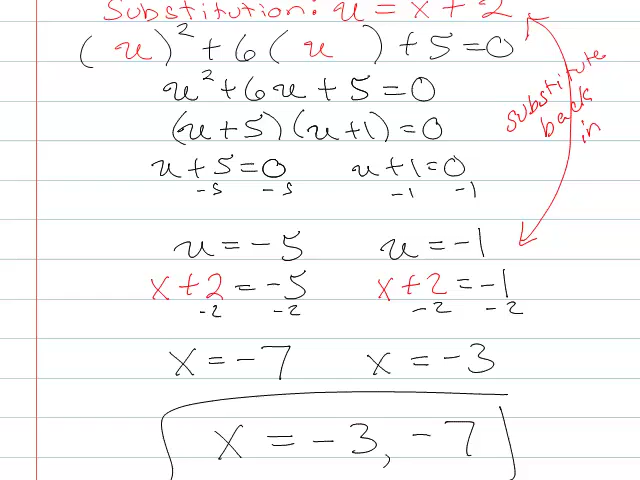 Substitution: u = x + 2
(u)² + 6(u) + 5 = 0
u² + 6u + 5 = 0
(u + 5)(u + 1) = 0
u + 5 = 0 u + 1 = 0
-5 -5 -1 -1
substitute back in
u = -5 u = -1
x + 2 = -5 x + 2 = -1
-2 -2 -2 -2
x = -7 x = -3
x = -3, -7